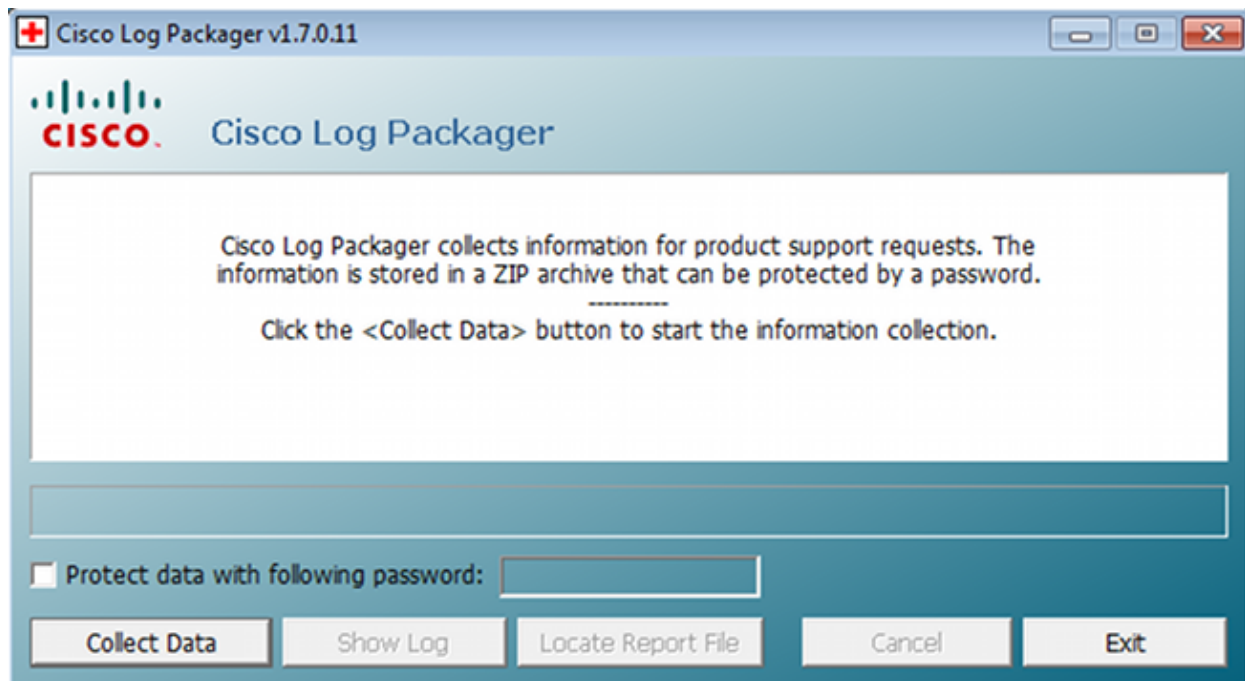 Cisco Log Packager v1.7.0.11
CISCO.
Cisco Log Packager
Cisco Log Packager collects information for product support requests. The
information is stored in a ZIP archive that can be protected by a password.
----------
Click the <Collect Data> button to start the information collection.
Protect data with following password:
Collect Data
Show Log
Locate Report File
Cancel
Exit